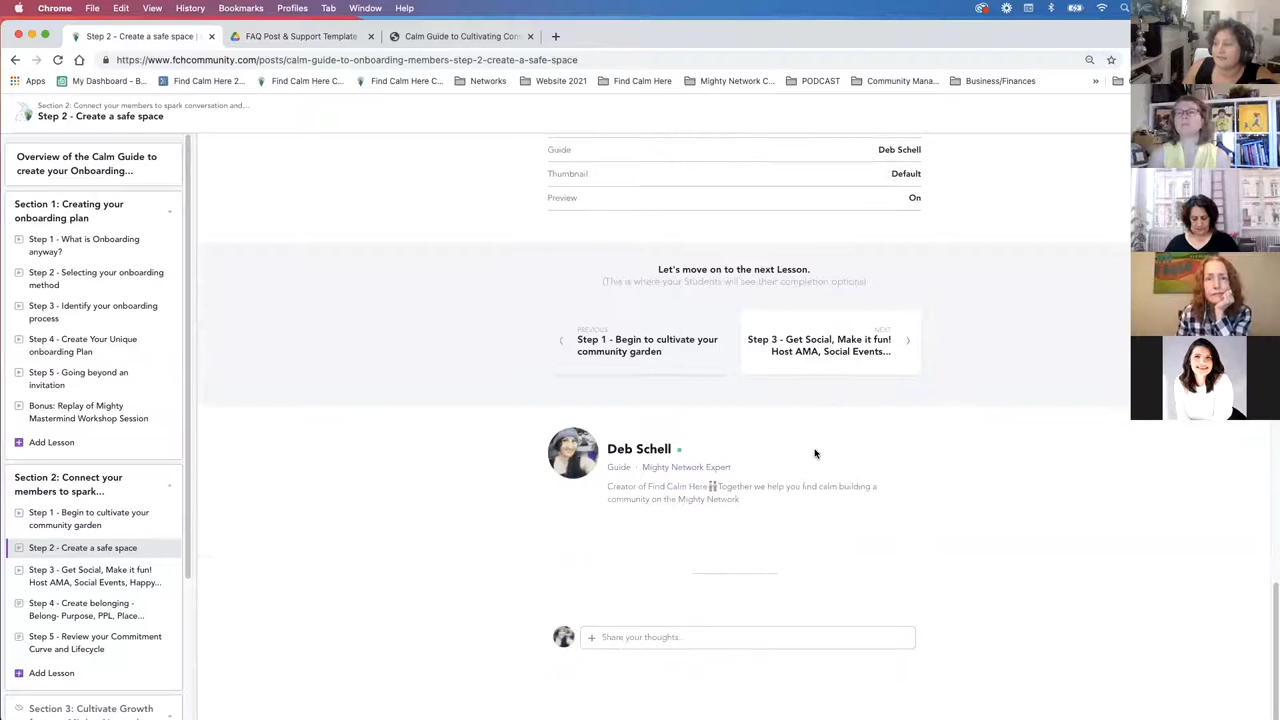 Chrome File Edit View History Bookmarks Profiles Tab Window Help
Step 2 - Create a safe space |
FAQ Post & Support Template
Calm Guide to Cultivating Con
https://www.fchcommunity.com/posts/calm-guide-to-onboarding-members-step-2-create-a-safe-space
Apps
My Dashboard - B...
Find Calm Here 2...
Find Calm Here -...
Find Calm Here -...
Networks
Website 2021
Find Calm Here
Mighty Network C...
PODCAST
Community Mana...
Business/Finances
»
Section 2: Connect your members to spark conversation and...
Step 2 - Create a safe space
Overview of the Calm Guide to
create your Onboarding...
Section 1: Creating your
onboarding plan
Step 1 - What is Onboarding
anyway?
Step 2 - Selecting your onboarding
method
Step 3 - Identify your onboarding
process
Step 4 - Create Your Unique
onboarding Plan
Step 5 - Going beyond an
invitation
Bonus: Replay of Mighty
Mastermind Workshop Session
Add Lesson
Section 2: Connect your
members to spark...
Step 1 - Begin to cultivate your
community garden
Step 2 - Create a safe space
Step 3 - Get Social, Make it fun!
Host AMA, Social Events, Happy...
Step 4 - Create belonging -
Belong- Purpose, PPL, Place...
Step 5 - Review your Commitment
Curve and Lifecycle
Add Lesson
Section 3: Cultivate Growth
Guide Deb Schell
Thumbnail Default
Preview On
Let's move on to the next Lesson.
(This is where your Students will see their completion options)
PREVIOUS
Step 1 - Begin to cultivate your
community garden
NEXT
Step 3 - Get Social, Make it fun!
Host AMA, Social Events...
Deb Schell
Guide · Mighty Network Expert
Creator of Find Calm Here Together we help you find calm building a
community on the Mighty Network
Share your thoughts...